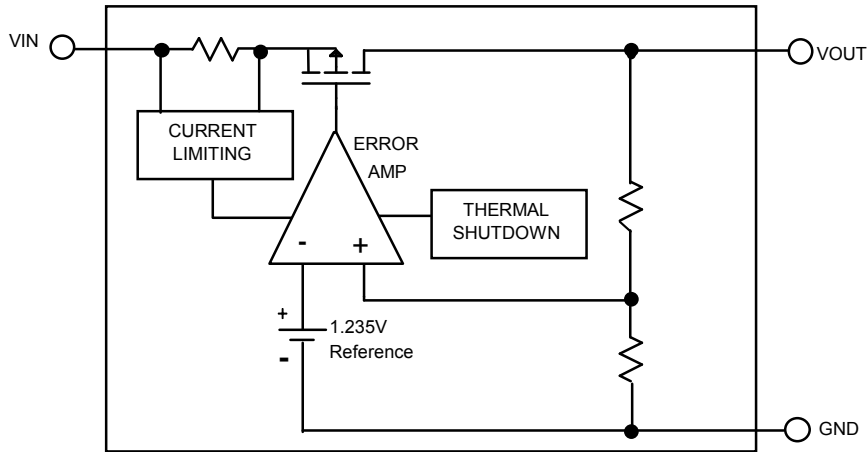 VIN
VOUT
CURRENT
LIMITING
ERROR
AMP
THERMAL
SHUTDOWN
- +
+
1.235V
-
Reference
GND